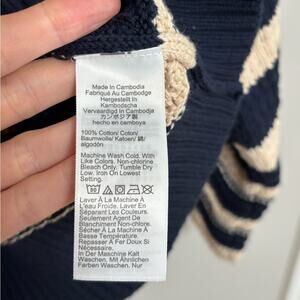 Made In Cambodia
Fabriqué Au Cambodge
Hergestellt In
Kambodscha
Vervaardigd In Cambodja
カンボジア製
hecho en camboya
100% Cotton/ Coton/
Baumwolle/ Katoen/ 綿/
algodón
Machine Wash Cold. With
Like Colors. Non-Chlorine
Bleach Only. Tumble Dry
Low. Iron On Lowest
Setting.
Laver À La Machine À
L'eau Froide. Laver En
Séparant Les Couleurs.
Seulement Agent De
Blanchiment Non-Chloré.
Sécher À La Machine À
Basse Température.
Repasser À Fer Doux Si
Necessaire.
In Der Maschine Kalt
Waschen, Mit Ähnlichen
Farben Waschen. Nur